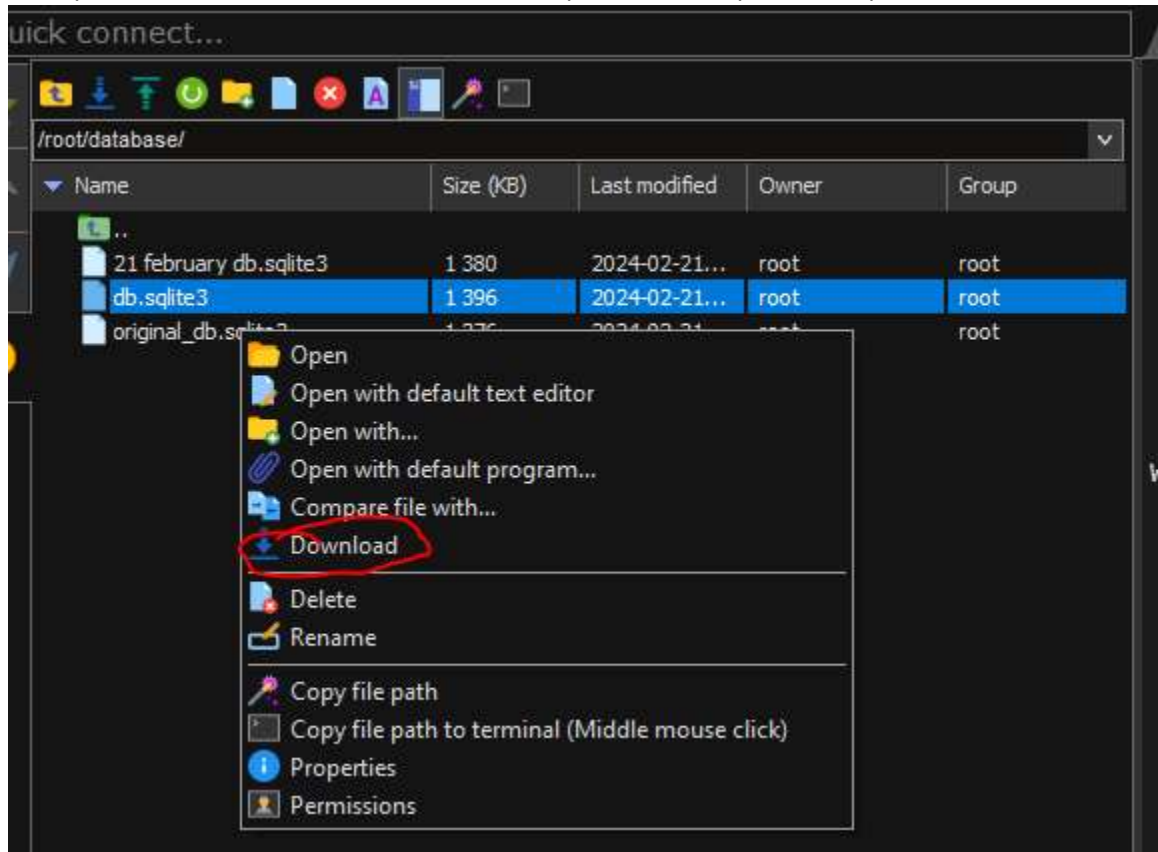 uick connect...
/root/database/
Name Size (KB) Last modified Owner Group
..
21 february db.sqlite3 1 380 2024-02-21... root root
db.sqlite3 1 396 2024-02-21... root root
root
Open
Open with default text editor
Open with...
Open with default program...
Compare file with...
Download
Delete
Rename
Copy file path
Copy file path to terminal (Middle mouse click)
Properties
Permissions